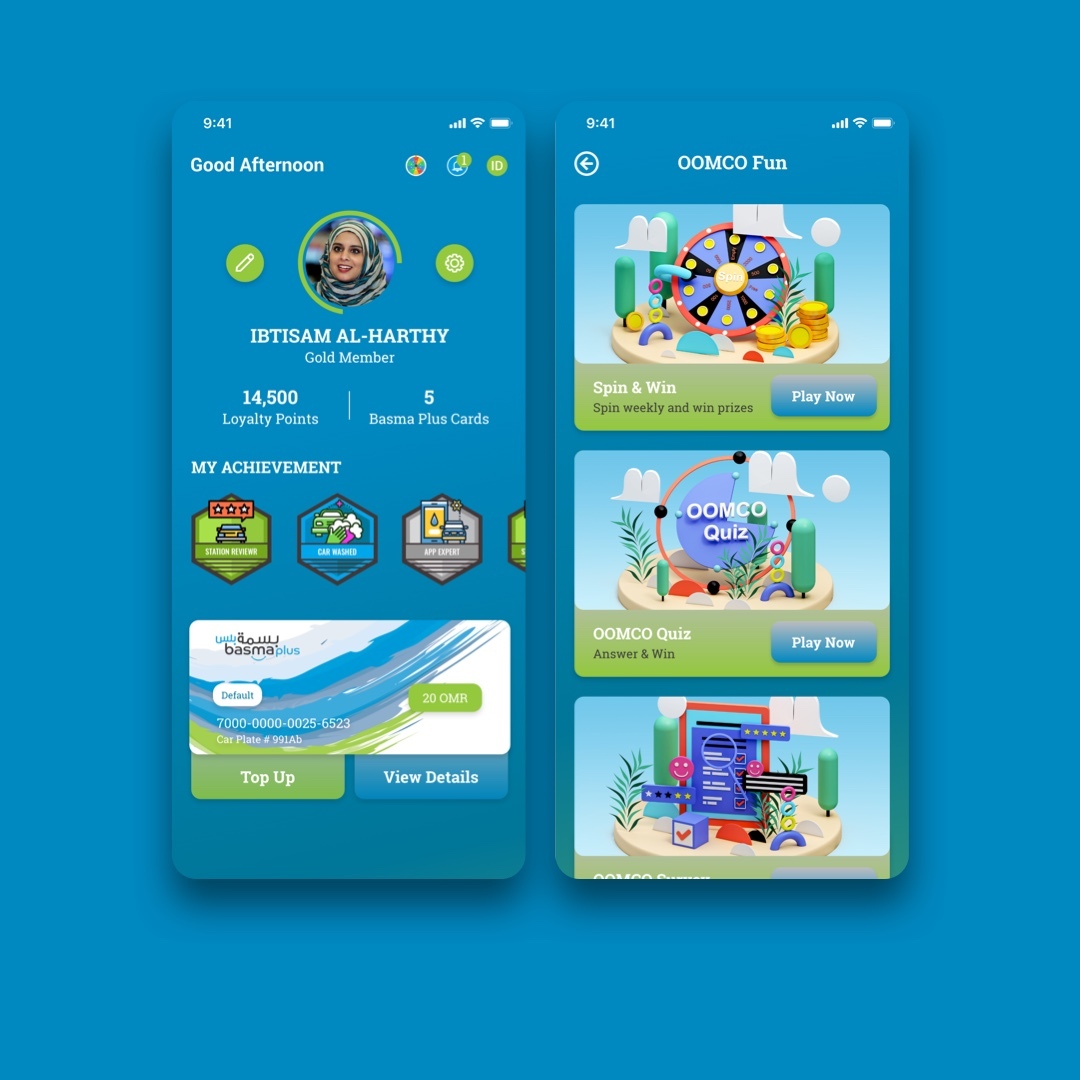 9:41
Good Afternoon
1
ID
IBTISAM AL-HARTHY
Gold Member
14,500
Loyalty Points
5
Basma Plus Cards
MY ACHIEVEMENT
STATION REVIEWR
CAR WASHED
APP EXPERT
S
بسمة بلس
basma plus
Default
20 OMR
7000-0000-0025-6523
Car Plate # 991Ab
Top Up
View Details
9:41
OOMCO Fun
Spin
Spin & Win
Spin weekly and win prizes
Play Now
OOMCO
Quiz
OOMCO Quiz
Answer & Win
Play Now
OOMCO Survey